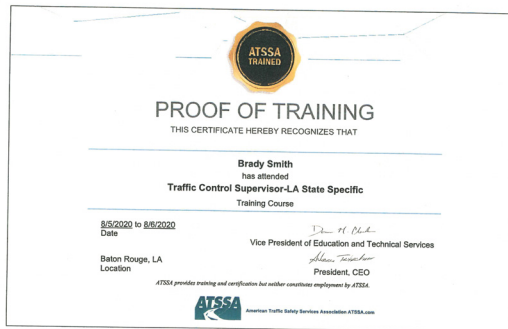 ATSSA
TRAINED
PROOF OF TRAINING
THIS CERTIFICATE HEREBY RECOGNIZES THAT
Brady Smith
has attended
Traffic Control Supervisor-LA State Specific
Training Course
8/5/2020 to 8/6/2020
Date
Vice President of Education and Technical Services
Baton Rouge, LA
Location
President, CEO
ATSSA provides training and certification but neither constitutes employment by ATSSA.
ATSSA
American Traffic Safety Services Association ATSSA.com